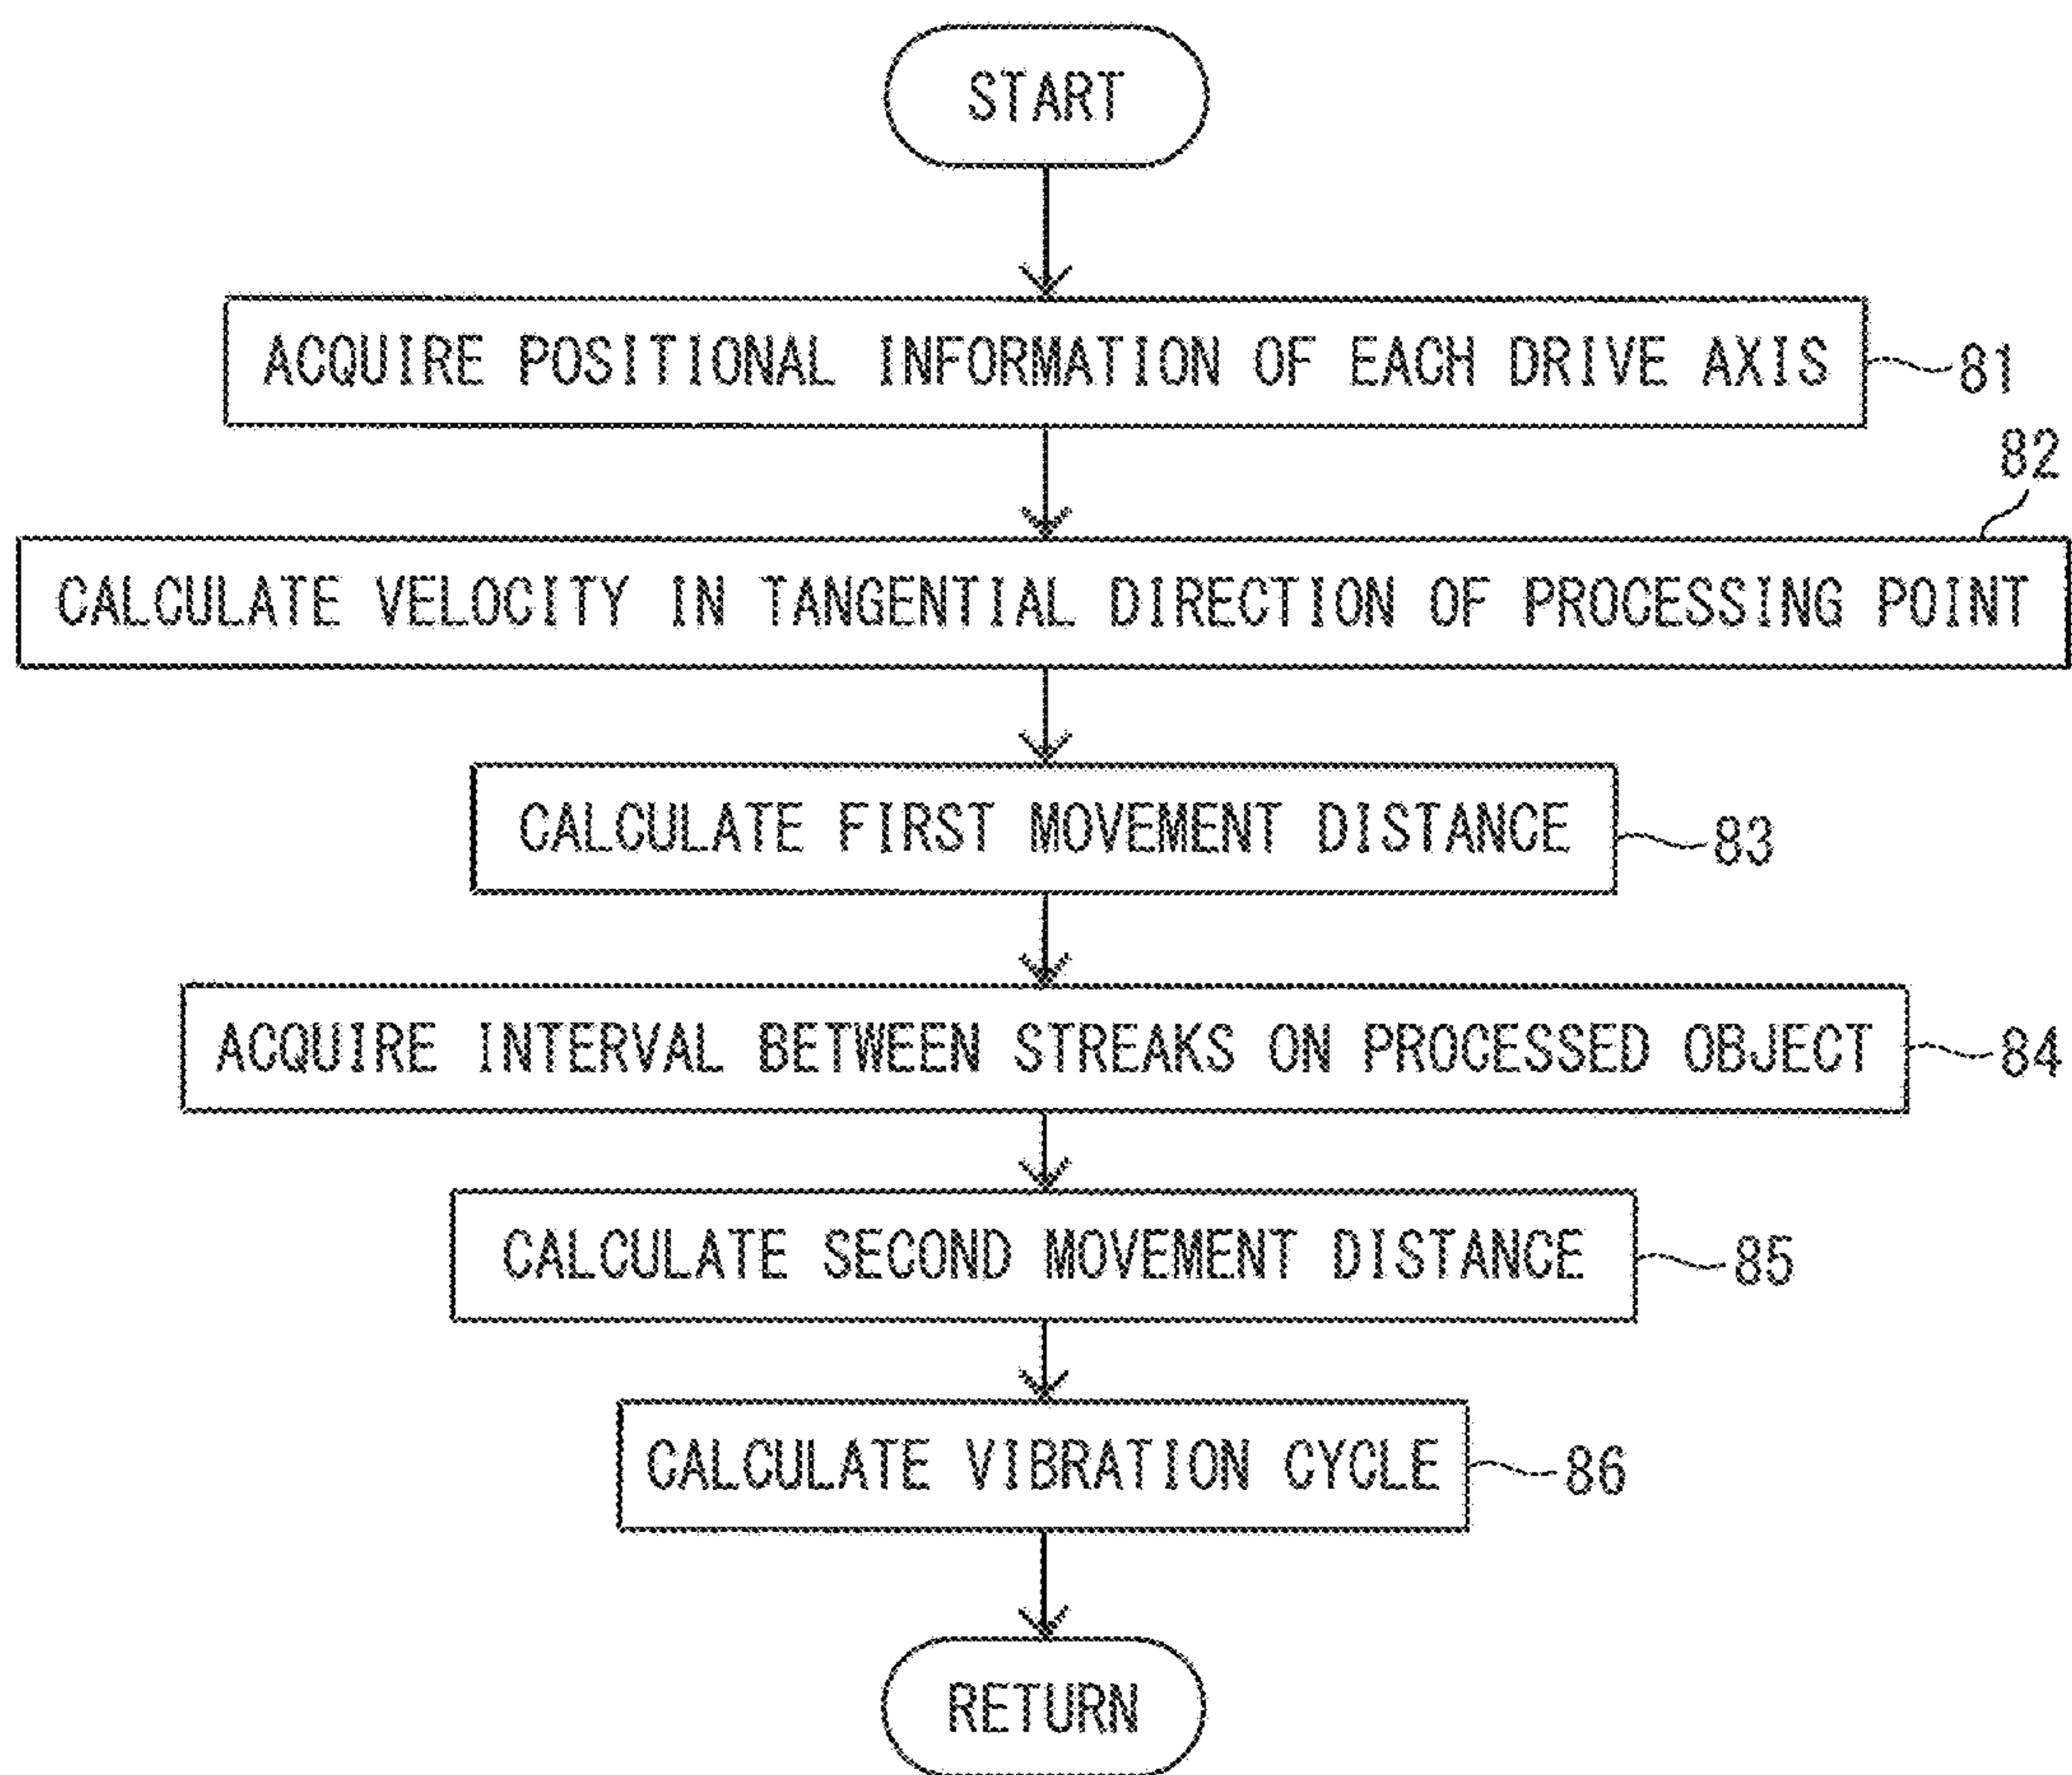 START
ACQUIRE POSITIONAL INFORMATION OF EACH DRIVE AXIS 81
82
CALCULATE VELOCITY IN TANGENTIAL DIRECTION OF PROCESSING POINT
CALCULATE FIRST MOVEMENT DISTANCE 83
ACQUIRE INTERVAL BETWEEN STREAKS ON PROCESSED OBJECT 84
CALCULATE SECOND MOVEMENT DISTANCE 85
CALCULATE VIBRATION CYCLE 86
RETURN